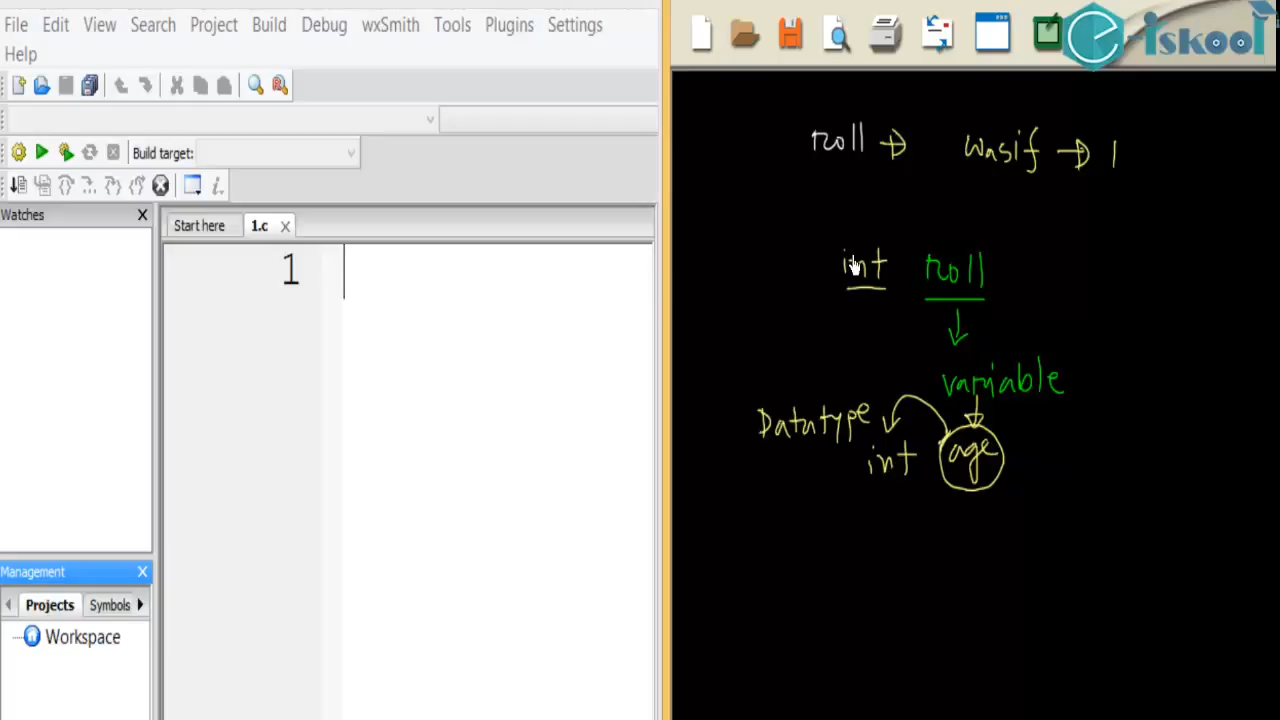 File Edit View Search Project Build Debug wxSmith Tools Plugins Settings
Help
Build target:
Watches
Start here
1.c
1
Management
Projects
Symbols
Workspace
e-iskool
roll → wasif → 1
int roll
variable
Datatype
int age